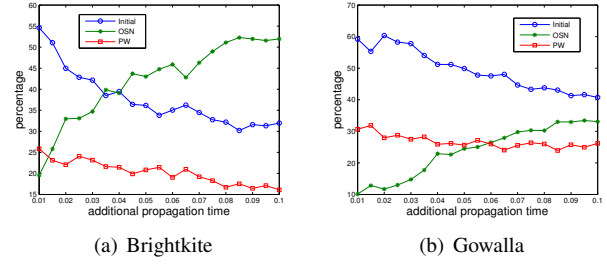 60
55
50
45
40
35
30
25
20
15
percentage
Initial
OSN
PW
0.01 0.02 0.03 0.04 0.05 0.06 0.07 0.08 0.09 0.1
additional propagation time
(a) Brightkite
70
60
50
40
30
20
10
percentage
Initial
OSN
PW
0.01 0.02 0.03 0.04 0.05 0.06 0.07 0.08 0.09 0.1
additional propagation time
(b) Gowalla